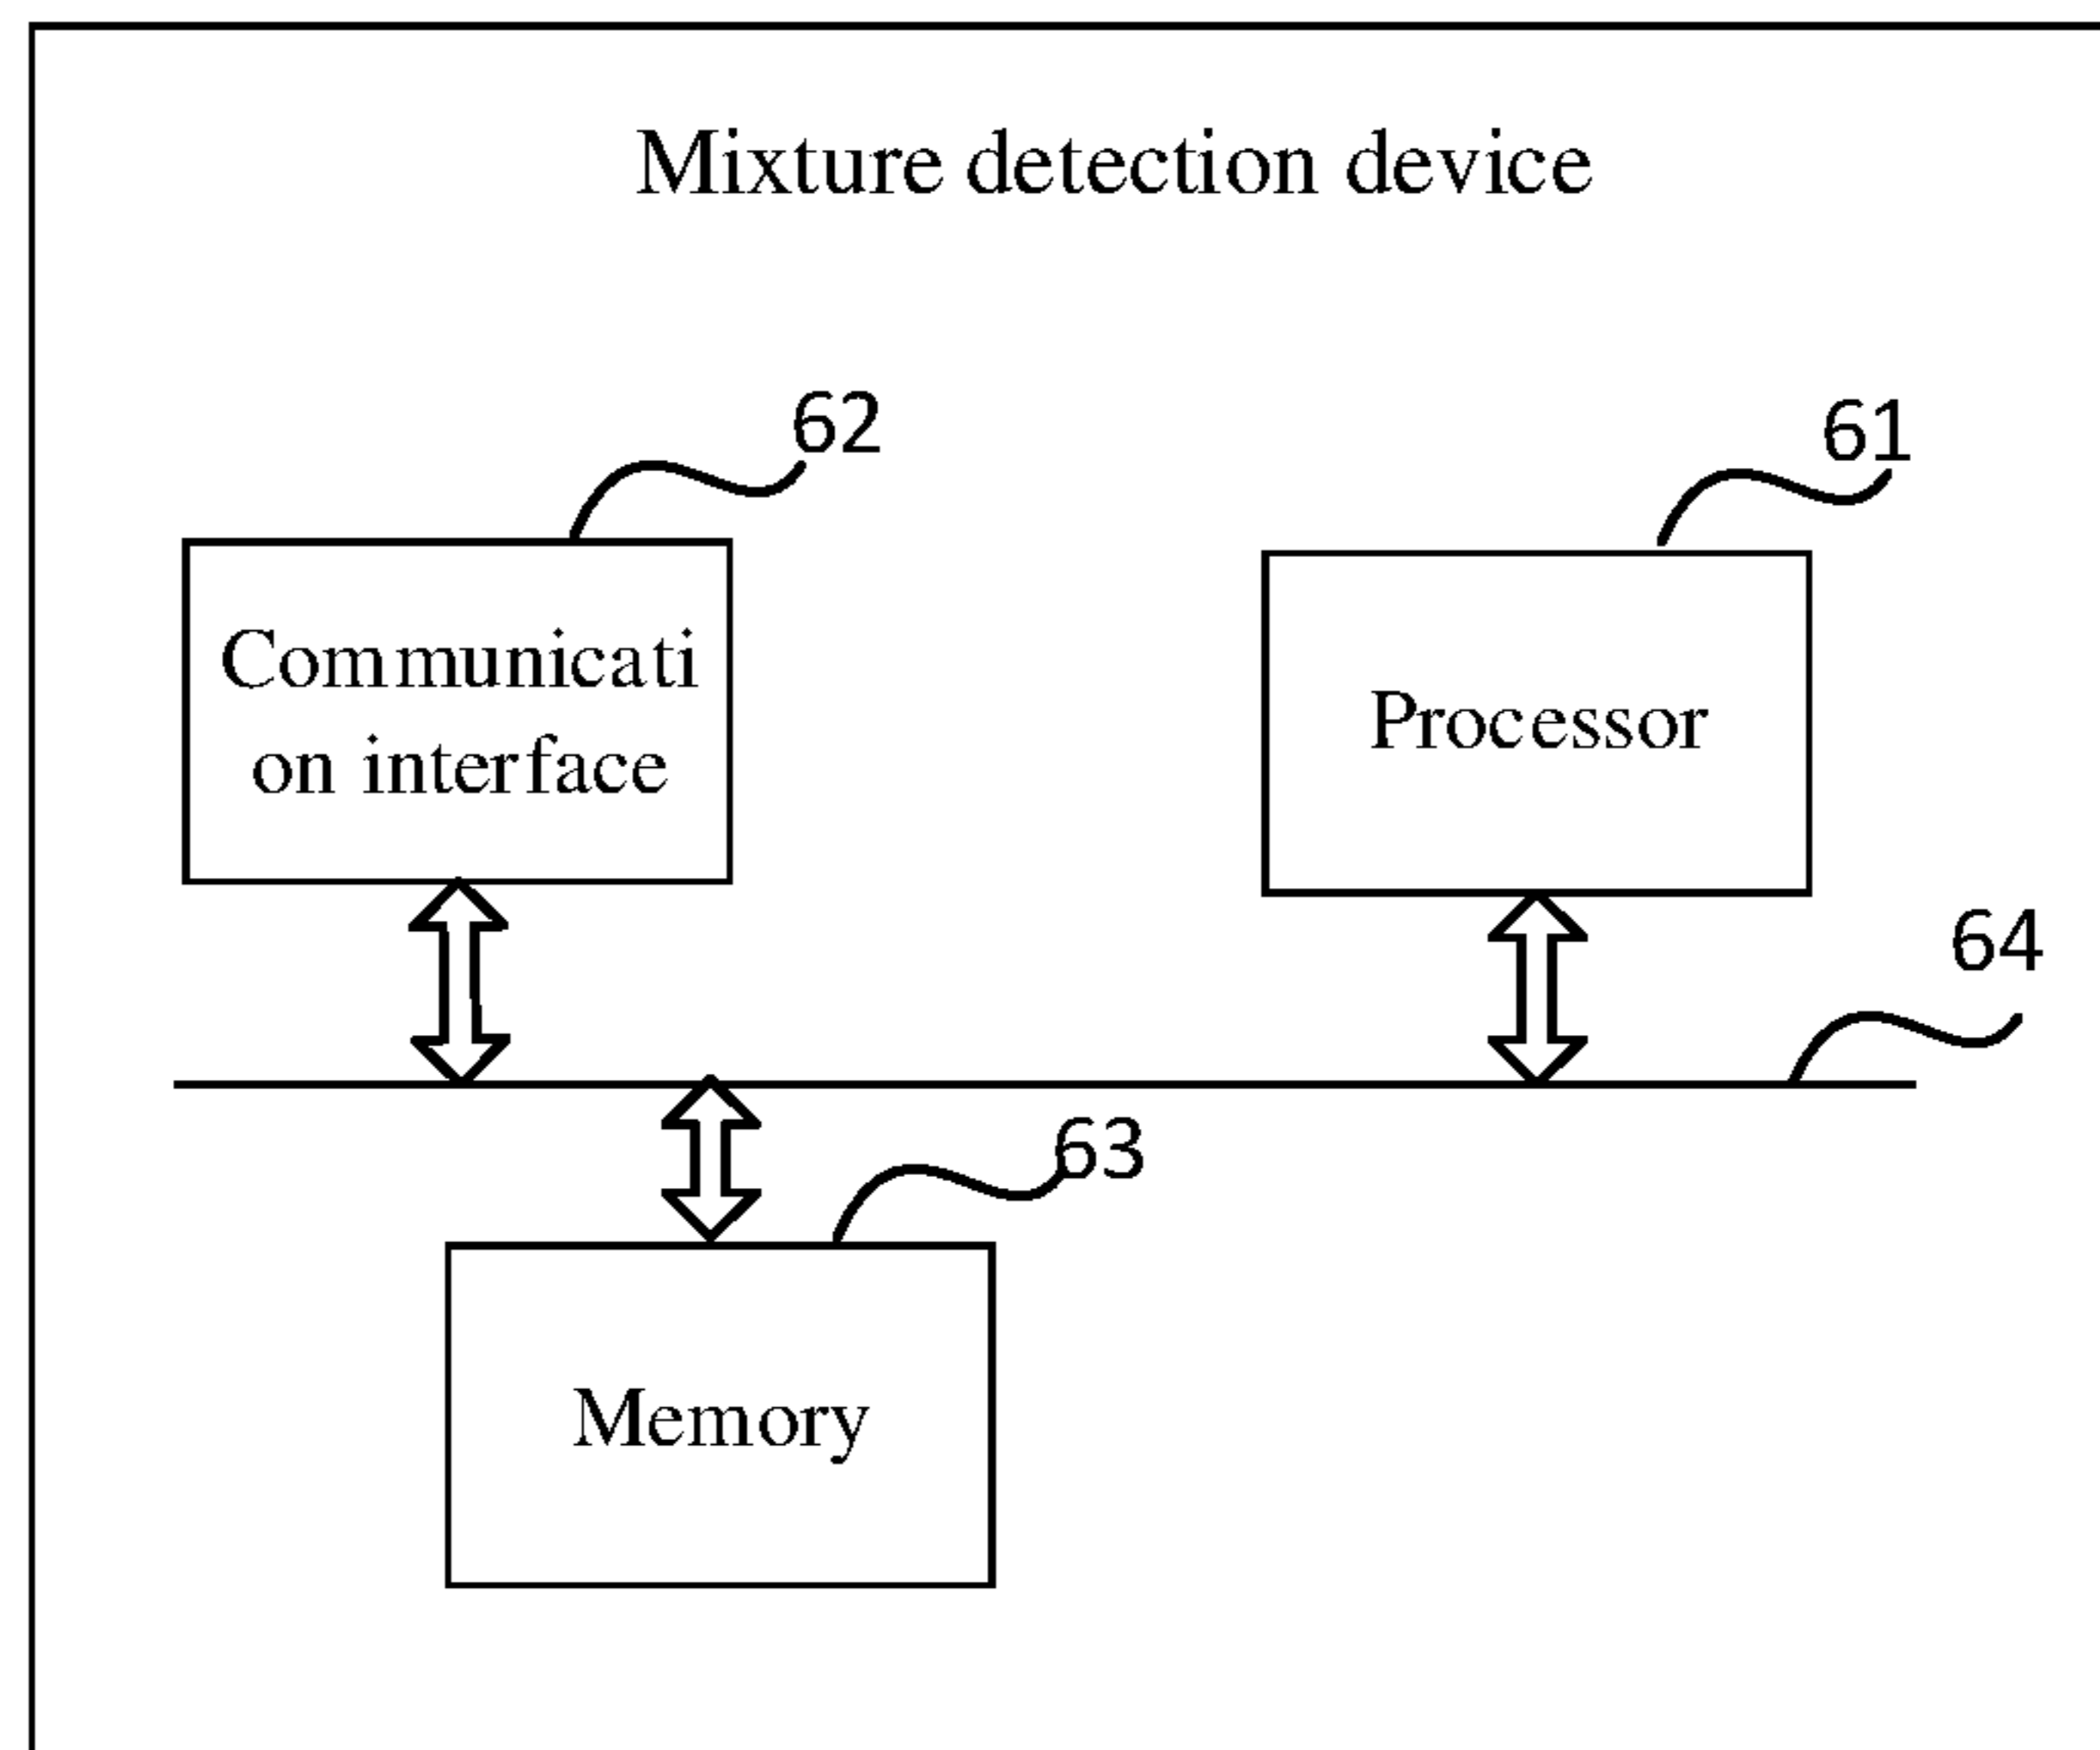 Mixture detection device
62
61
Communicati
on interface
Processor
64
63
Memory